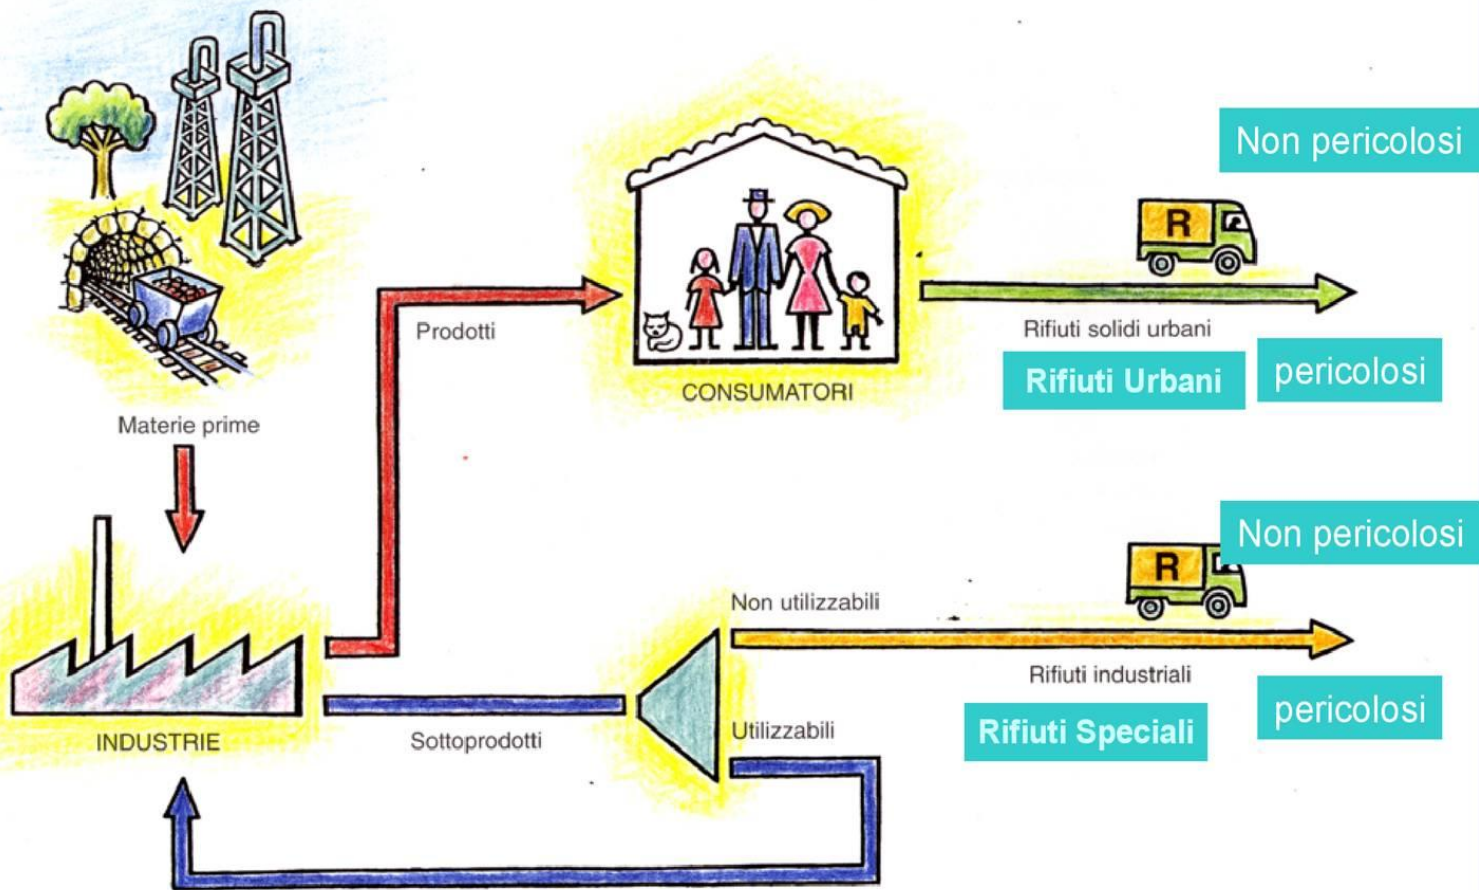 Non pericolosi
R
Prodotti
Rifiuti solidi urbani
Rifiuti Urbani
pericolosi
CONSUMATORI
Materie prime
Non pericolosi
R
Non utilizzabili
Rifiuti industriali
pericolosi
Rifiuti Speciali
Utilizzabili
INDUSTRIE
Sottoprodotti